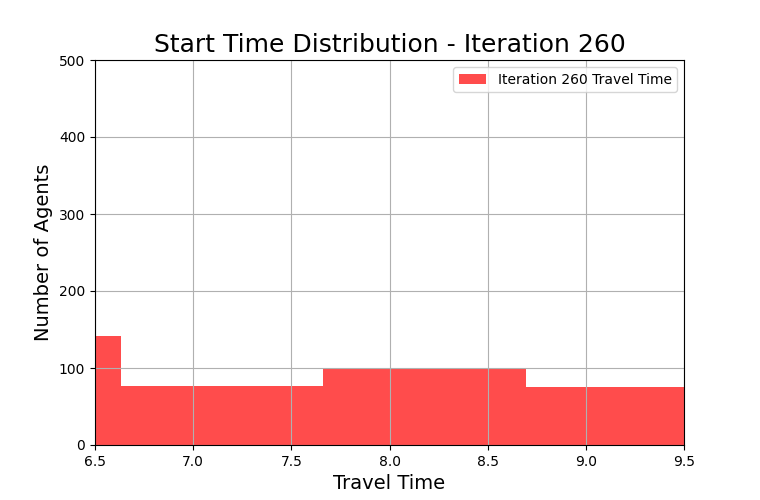 Start Time Distribution - Iteration 260
Iteration 260 Travel Time
Number of Agents
500
400
300
200
100
0
6.5 7.0 7.5 8.0 8.5 9.0 9.5
Travel Time